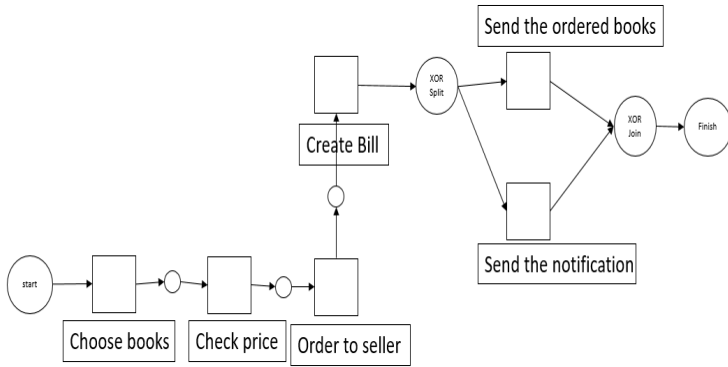 Send the ordered books
XOR
Split
XOR
Join
Finish
Create Bill
Send the notification
start
Choose books
Check price
Order to seller